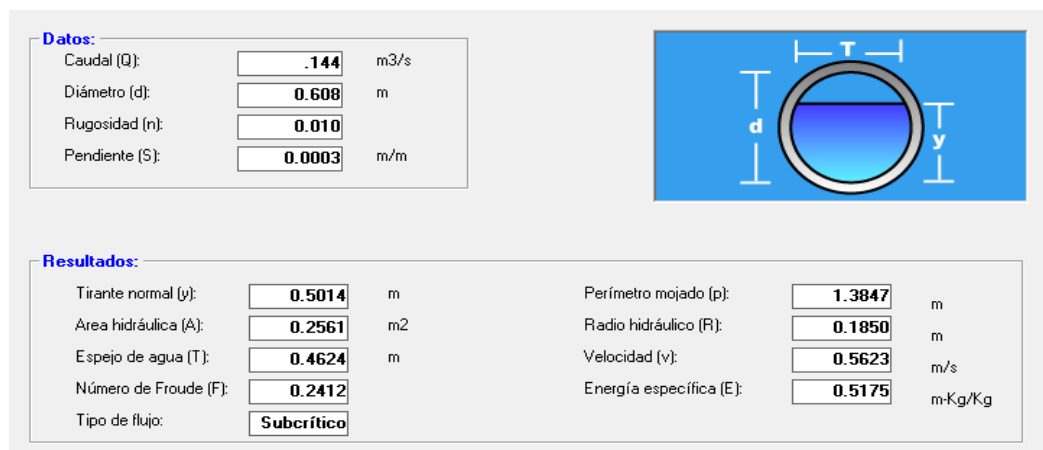 Datos:
Caudal (Q): .144 m3/s
Diámetro (d): 0.608 m
Rugosidad (n): 0.010
Pendiente (S): 0.0003 m/m
T
d
y
Resultados:
Tirante normal (y): 0.5014 m Perímetro mojado (p): 1.3847 m
Area hidráulica (A): 0.2561 m2 Radio hidráulico (R): 0.1850 m
Espejo de agua (T): 0.4624 m Velocidad (v): 0.5623 m/s
Número de Froude (F): 0.2412 Energía específica (E): 0.5175 m-Kg/Kg
Tipo de flujo: Subcrítico